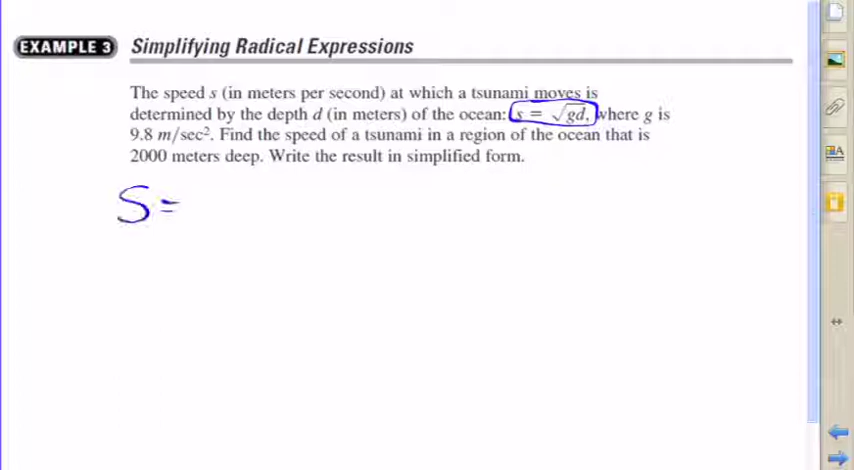 EXAMPLE 3 Simplifying Radical Expressions
The speed s (in meters per second) at which a tsunami moves is
determined by the depth d (in meters) of the ocean: s = √gd, where g is
9.8 m/sec². Find the speed of a tsunami in a region of the ocean that is
2000 meters deep. Write the result in simplified form.
S =